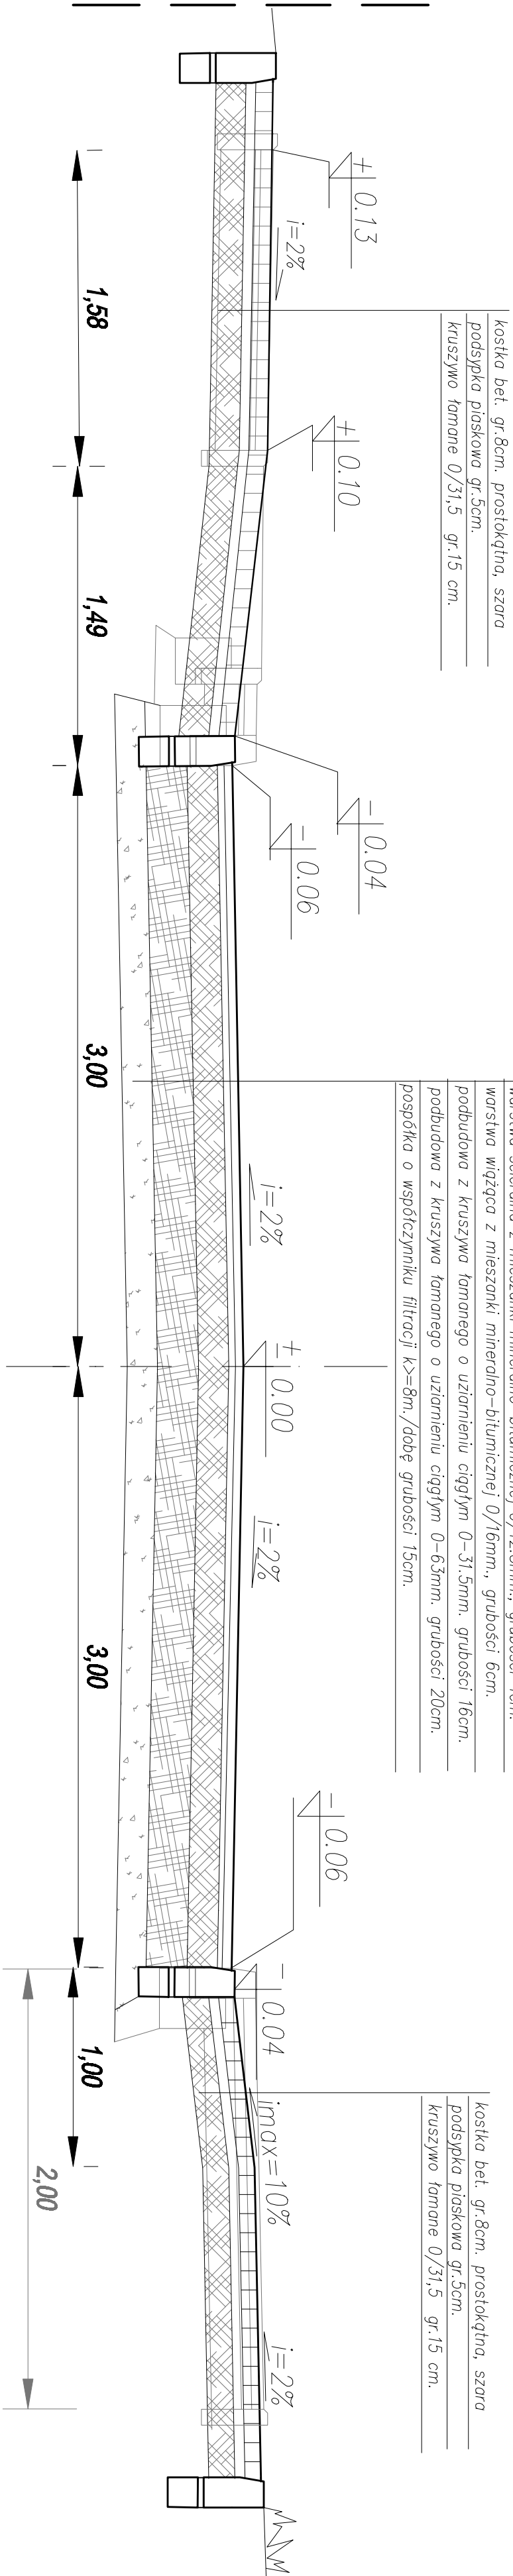 kostka bet. gr.8cm. prostokątna, szara
podsypka piaskowa gr.5cm.
kruszywo łamane 0/31,5 gr.15 cm.
+ 0.13
i=2%
+ 0.10
- 0.04
- 0.06
warstwa wiążąca z mieszanki mineralno-bitumicznej 0/16mm., grubości 6cm.
podbudowa z kruszywa łamanego o uziarnieniu ciągłym 0-31.5mm. grubości 16cm.
podbudowa z kruszywa łamanego o uziarnieniu ciągłym 0-63mm. grubości 20cm.
pospółka o współczynniku filtracji k>=8m./dobę grubości 15cm.
i=2%
± 0.00
i=2%
- 0.06
- 0.04
kostka bet. gr.8cm. prostokątna, szara
podsypka piaskowa gr.5cm.
kruszywo łamane 0/31,5 gr.15 cm.
imax=10%
i=2%
1,58
1,49
3,00
3,00
1,00
2,00